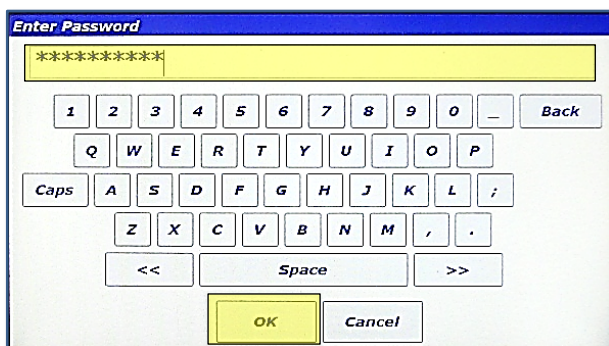 Enter Password
**********
1 2 3 4 5 6 7 8 9 0 _ Back
Q W E R T Y U I O P
Caps A S D F G H J K L ;
Z X C V B N M , .
<< Space >>
OK Cancel